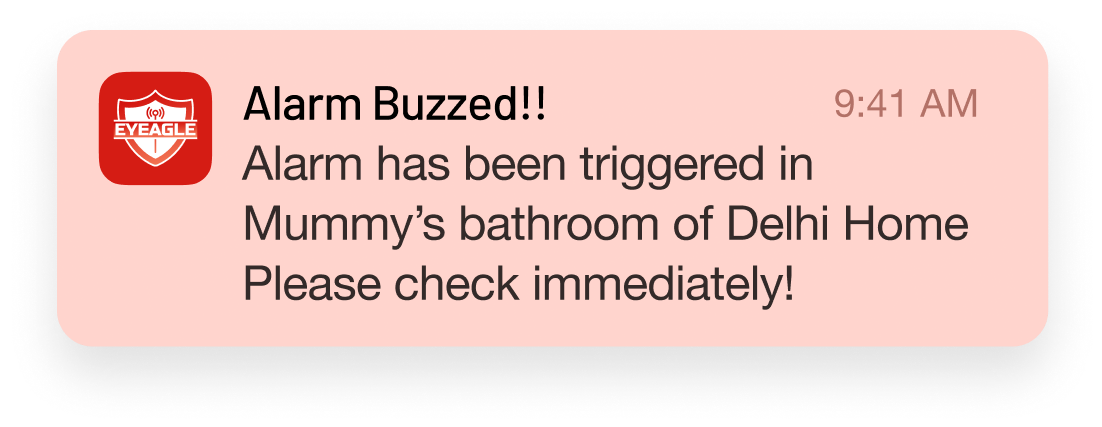 EYEAGLE
Alarm Buzzed!!
9:41 AM
Alarm has been triggered in
Mummy’s bathroom of Delhi Home
Please check immediately!